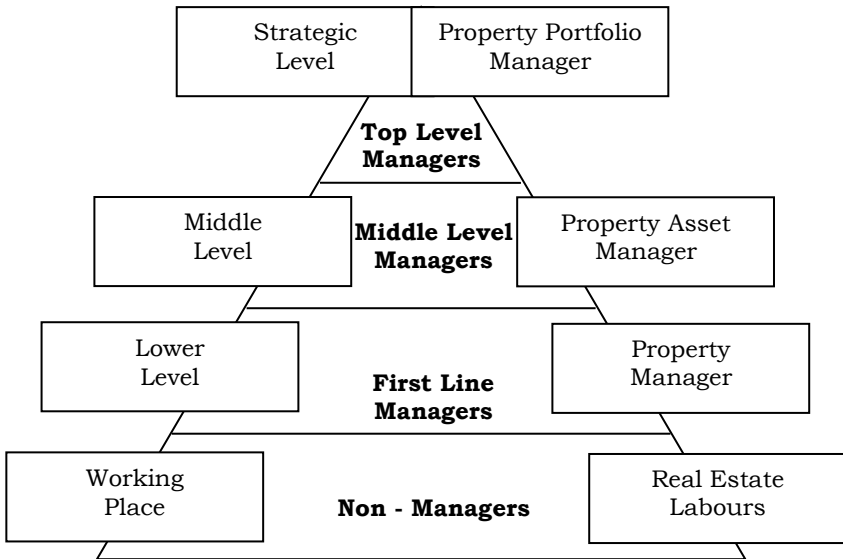 Strategic
Level
Property Portfolio
Manager
Top Level
Managers
Middle
Level
Middle Level
Managers
Property Asset
Manager
Lower
Level
First Line
Managers
Property
Manager
Working
Place
Non - Managers
Real Estate
Labours